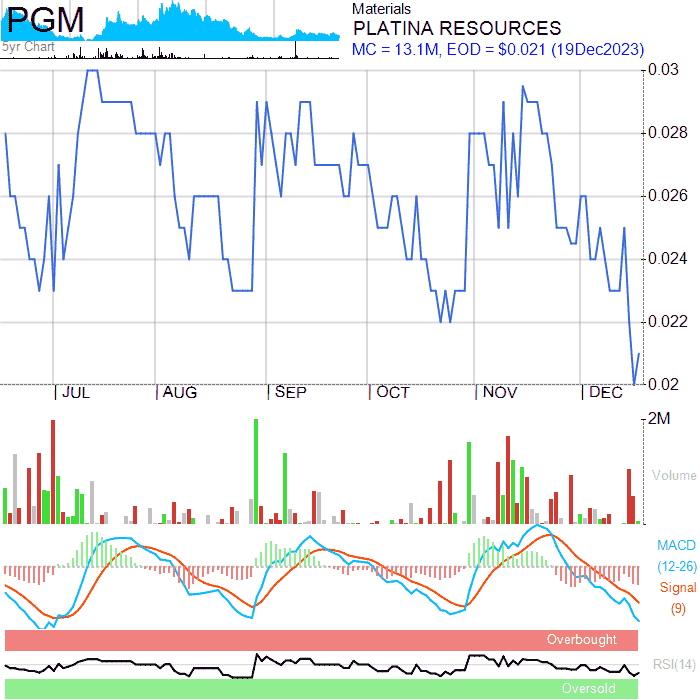 PGM
5yr Chart
Materials
PLATINA RESOURCES
MC = 13.1M, EOD = $0.021 (19Dec2023)
0.03
0.028
0.026
0.024
0.022
0.02
JUL AUG SEP OCT NOV DEC
2M
Volume
MACD
(12-26)
Signal
(9)
Overbought
RSI(14)
Oversold